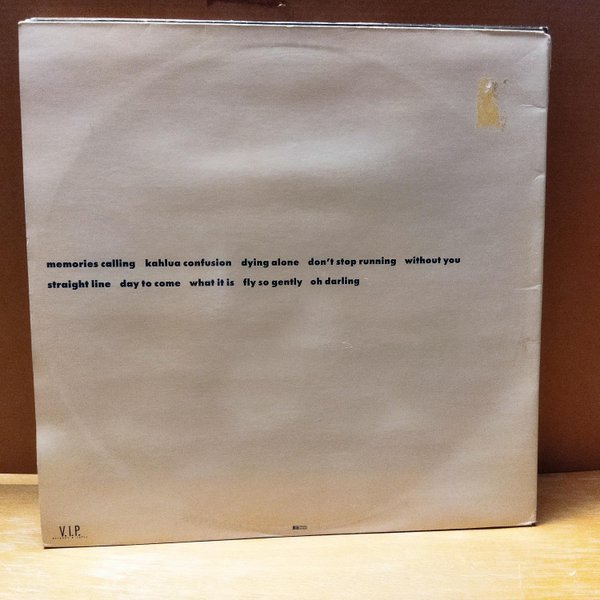 memories calling kahlua confusion dying alone don't stop running without you
straight line day to come what it is fly so gently oh darling
V.I.P.